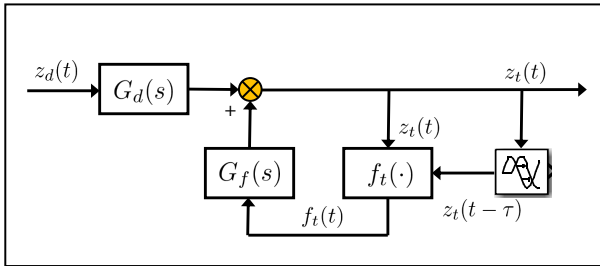 z_d(t)
G_d(s)
+
z_t(t)
z_t(t)
G_f(s)
f_t(·)
f_t(t)
z_t(t − τ)